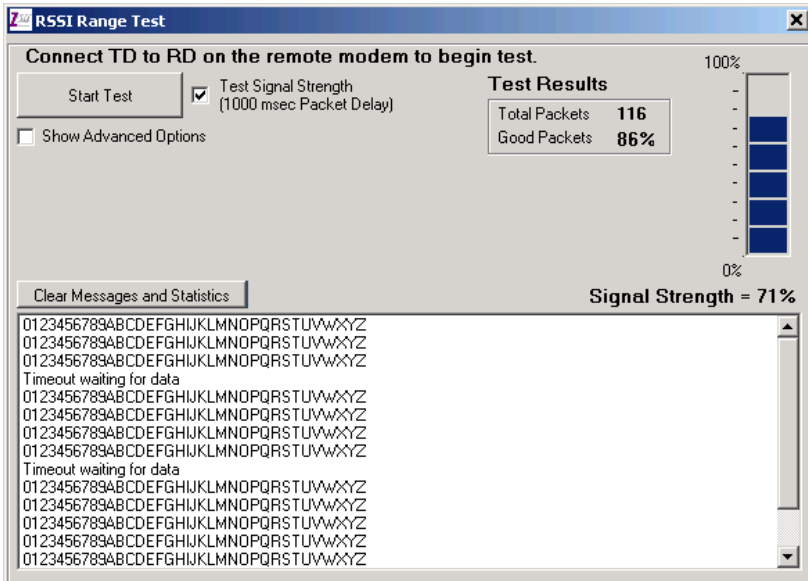 RSSI Range Test
Connect TD to RD on the remote modem to begin test.
Start Test
Test Signal Strength
(1000 msec Packet Delay)
Show Advanced Options
Test Results
Total Packets 116
Good Packets 86%
100%
0%
Signal Strength = 71%
Clear Messages and Statistics
0123456789ABCDEFGHIJKLMNOPQRSTUVwXYZ
0123456789ABCDEFGHIJKLMNOPQRSTUVwXYZ
0123456789ABCDEFGHIJKLMNOPQRSTUVwXYZ
Timeout waiting for data
0123456789ABCDEFGHIJKLMNOPQRSTUVwXYZ
0123456789ABCDEFGHIJKLMNOPQRSTUVwXYZ
0123456789ABCDEFGHIJKLMNOPQRSTUVwXYZ
0123456789ABCDEFGHIJKLMNOPQRSTUVwXYZ
Timeout waiting for data
0123456789ABCDEFGHIJKLMNOPQRSTUVwXYZ
0123456789ABCDEFGHIJKLMNOPQRSTUVwXYZ
0123456789ABCDEFGHIJKLMNOPQRSTUVwXYZ
0123456789ABCDEFGHIJKLMNOPQRSTUVwXYZ
0123456789ABCDEFGHIJKLMNOPQRSTUVwXYZ